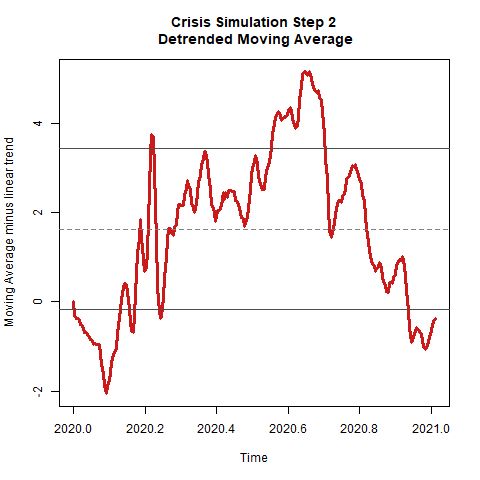 Crisis Simulation Step 2
Detrended Moving Average
Moving Average minus linear trend
4
2
0
-2
2020.0 2020.2 2020.4 2020.6 2020.8 2021.0
Time